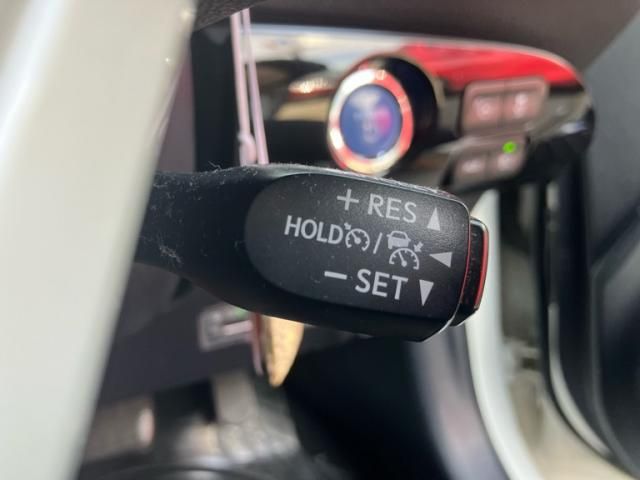 + RES ▲
HOLD / ◀
− SET ▼